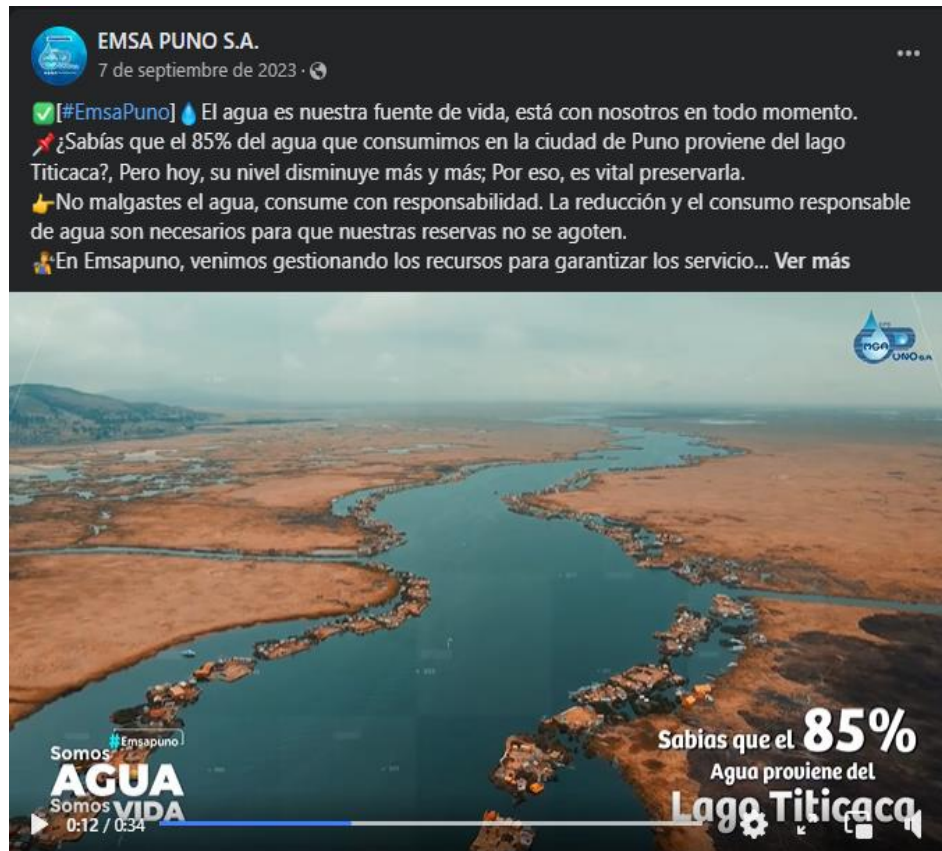 EMSA PUNO S.A.
7 de septiembre de 2023 ·
[#EmsaPuno] El agua es nuestra fuente de vida, está con nosotros en todo momento.
¿Sabías que el 85% del agua que consumimos en la ciudad de Puno proviene del lago
Titicaca?, Pero hoy, su nivel disminuye más y más; Por eso, es vital preservarla.
No malgastes el agua, consume con responsabilidad. La reducción y el consumo responsable
de agua son necesarios para que nuestras reservas no se agoten.
En Emsapuno, venimos gestionando los recursos para garantizar los servicio... Ver más
#Emsapuno
Somos
AGUA
Somos VIDA
Sabias que el 85%
Agua proviene del
Lago Titicaca
0:12 / 0:34